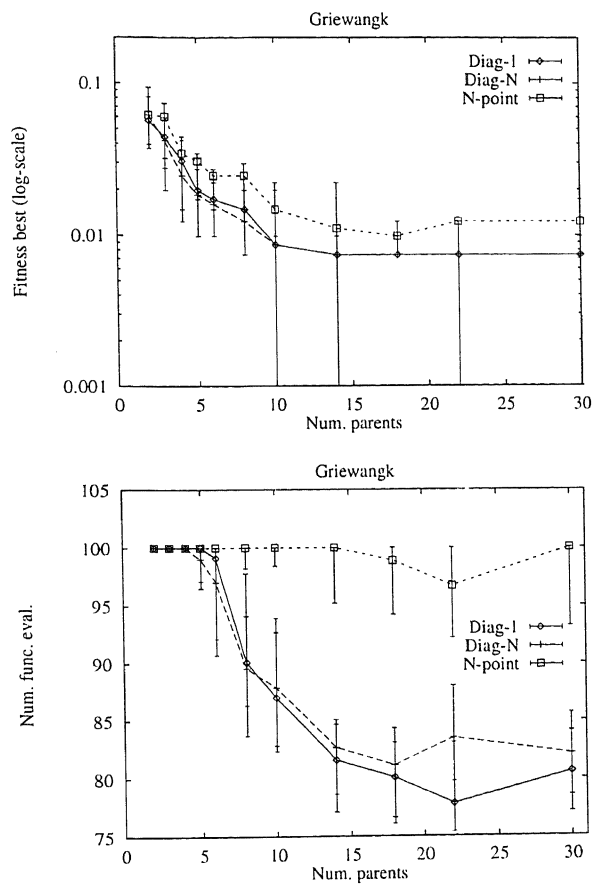 Griewangk
0.1
Diag-1
Diag-N
N-point
Fitness best (log-scale)
0.01
0.001
0 5 10 15 20 25 30
Num. parents
Griewangk
105
100
95
Diag-1
Diag-N
N-point
Num. func. eval.
90
85
80
75
0 5 10 15 20 25 30
Num. parents